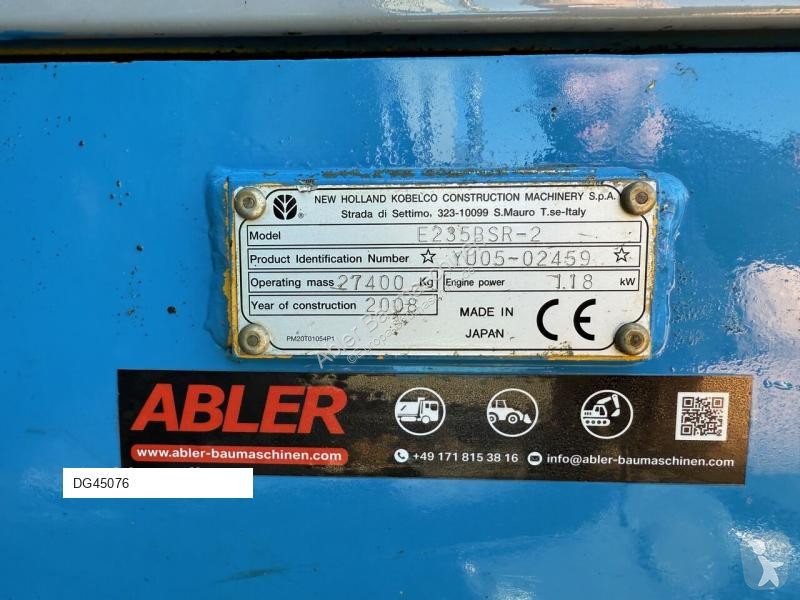 NEW HOLLAND KOBELCO CONSTRUCTION MACHINERY S.p.A.
Strada di Settimo, 323-10099 S.Mauro T.se-Italy
Model E235BSR-2
Product Identification Number ☆ YU05-02459 ☆
Operating mass 27400 Kg Engine power 118 kW
Year of construction 2008
MADE IN
JAPAN
CE
PM20T01054P1
ABLER
www.abler-baumaschinen.com
+49 171 815 38 16 info@abler-baumaschinen.com
DG45076